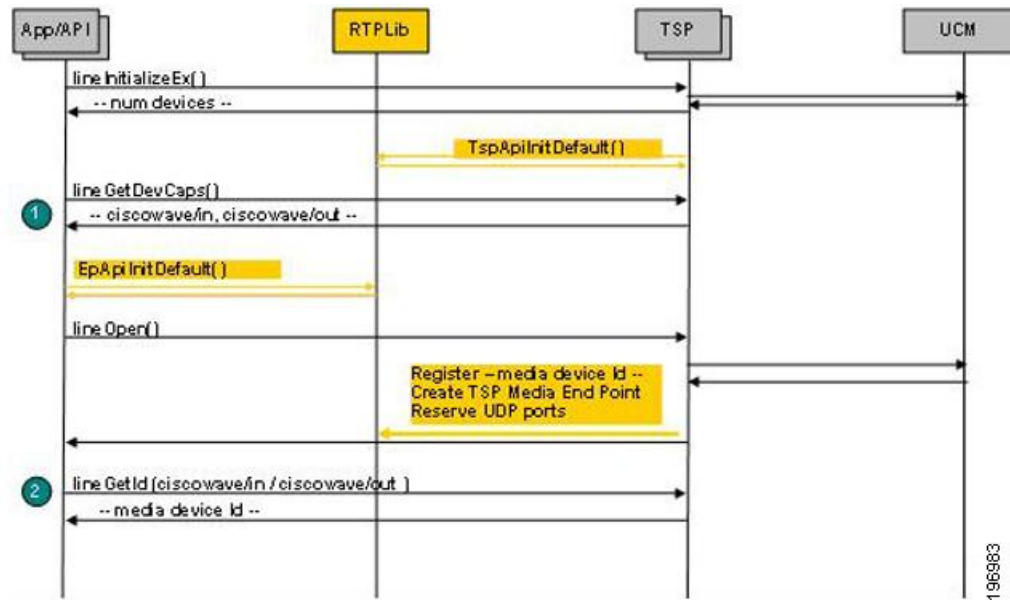 App/API
RTPLib
TSP
UCM
line InitializeEx( )
-- num devices --
TspApiInitDefault()
line GetDevCaps()
1
-- ciscowave/in, ciscowave/out --
EpApiInitDefault( )
line Open()
Register – media device Id --
Create TSP Media End Point
Reserve UDP ports
2
line GetId (ciscowave/in / ciscowave/out )
-- media device Id --
196983